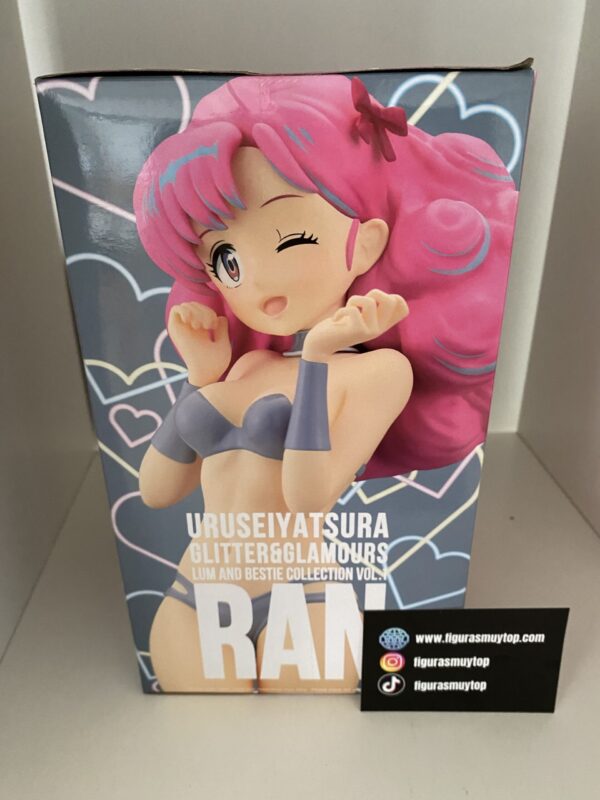 URUSEIYATSURA
GLITTER&GLAMOURS
LUM AND BESTIE COLLECTION VOL.1
RAN
www.figurasmuytop.com
figurasmuytop
figurasmuytop